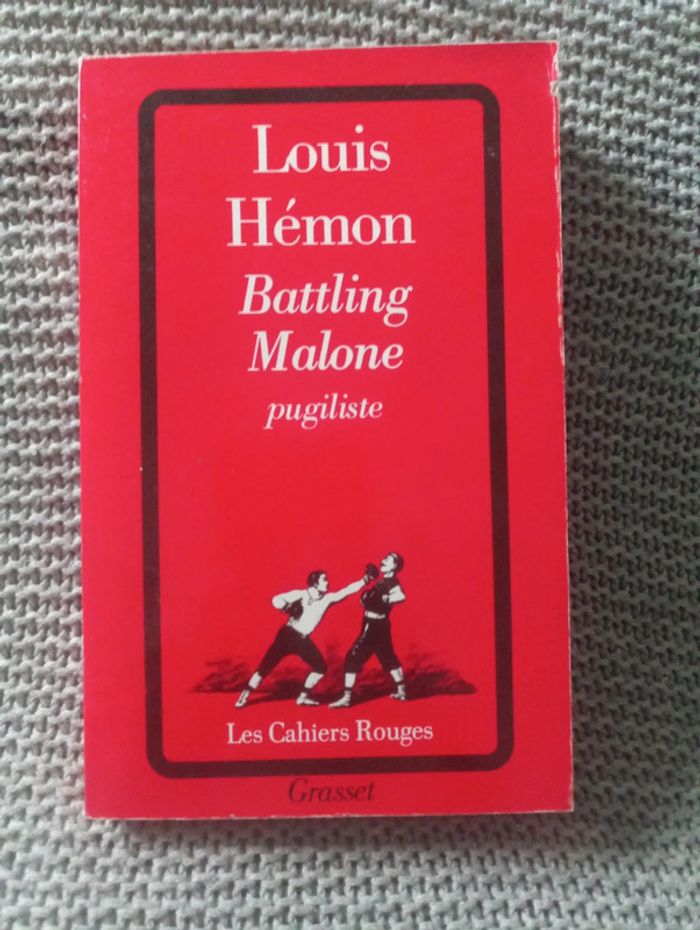 Louis
Hémon
Battling
Malone
pugiliste
Les Cahiers Rouges
Grasset